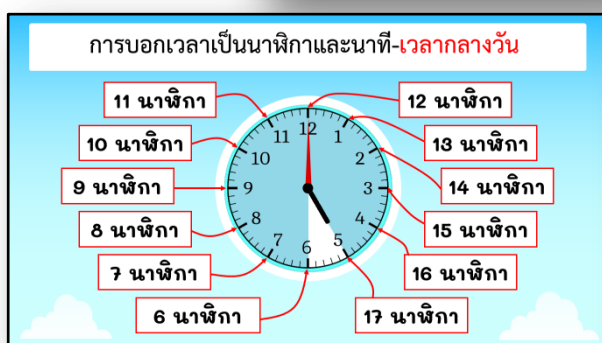 การบอกเวลาเป็นนาฬิกาและนาที-เวลากลางวัน
11 นาฬิกา
12 นาฬิกา
10 นาฬิกา
13 นาฬิกา
9 นาฬิกา
14 นาฬิกา
8 นาฬิกา
15 นาฬิกา
7 นาฬิกา
16 นาฬิกา
6 นาฬิกา
17 นาฬิกา
12
1
2
3
4
5
6
7
8
9
10
11